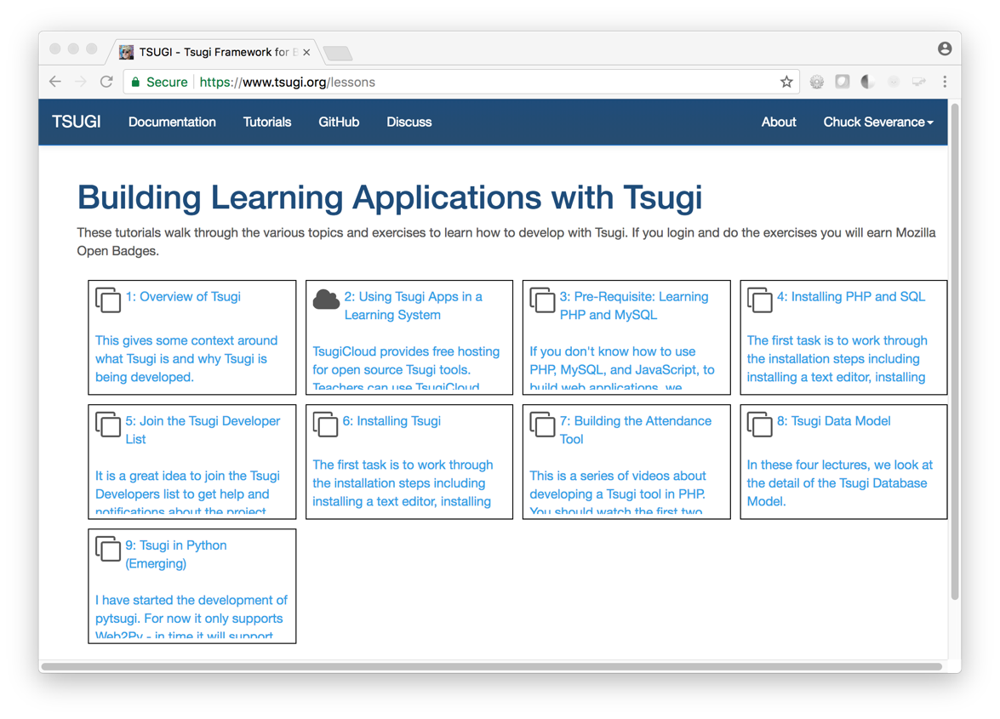 TSUGI - Tsugi Framework for B
Secure https://www.tsugi.org/lessons
TSUGI Documentation Tutorials GitHub Discuss About Chuck Severance
Building Learning Applications with Tsugi
These tutorials walk through the various topics and exercises to learn how to develop with Tsugi. If you login and do the exercises you will earn Mozilla
Open Badges.
1: Overview of Tsugi
This gives some context around
what Tsugi is and why Tsugi is
being developed.
2: Using Tsugi Apps in a
Learning System
TsugiCloud provides free hosting
for open source Tsugi tools.
Teachers can use TsugiCloud
3: Pre-Requisite: Learning
PHP and MySQL
If you don't know how to use
PHP, MySQL, and JavaScript, to
build web applications, we
4: Installing PHP and SQL
The first task is to work through
the installation steps including
installing a text editor, installing
5: Join the Tsugi Developer
List
It is a great idea to join the Tsugi
Developers list to get help and
notifications about the project
6: Installing Tsugi
The first task is to work through
the installation steps including
installing a text editor, installing
7: Building the Attendance
Tool
This is a series of videos about
developing a Tsugi tool in PHP.
You should watch the first two
8: Tsugi Data Model
In these four lectures, we look at
the detail of the Tsugi Database
Model.
9: Tsugi in Python
(Emerging)
I have started the development of
pytsugi. For now it only supports
Web2Py - in time it will support